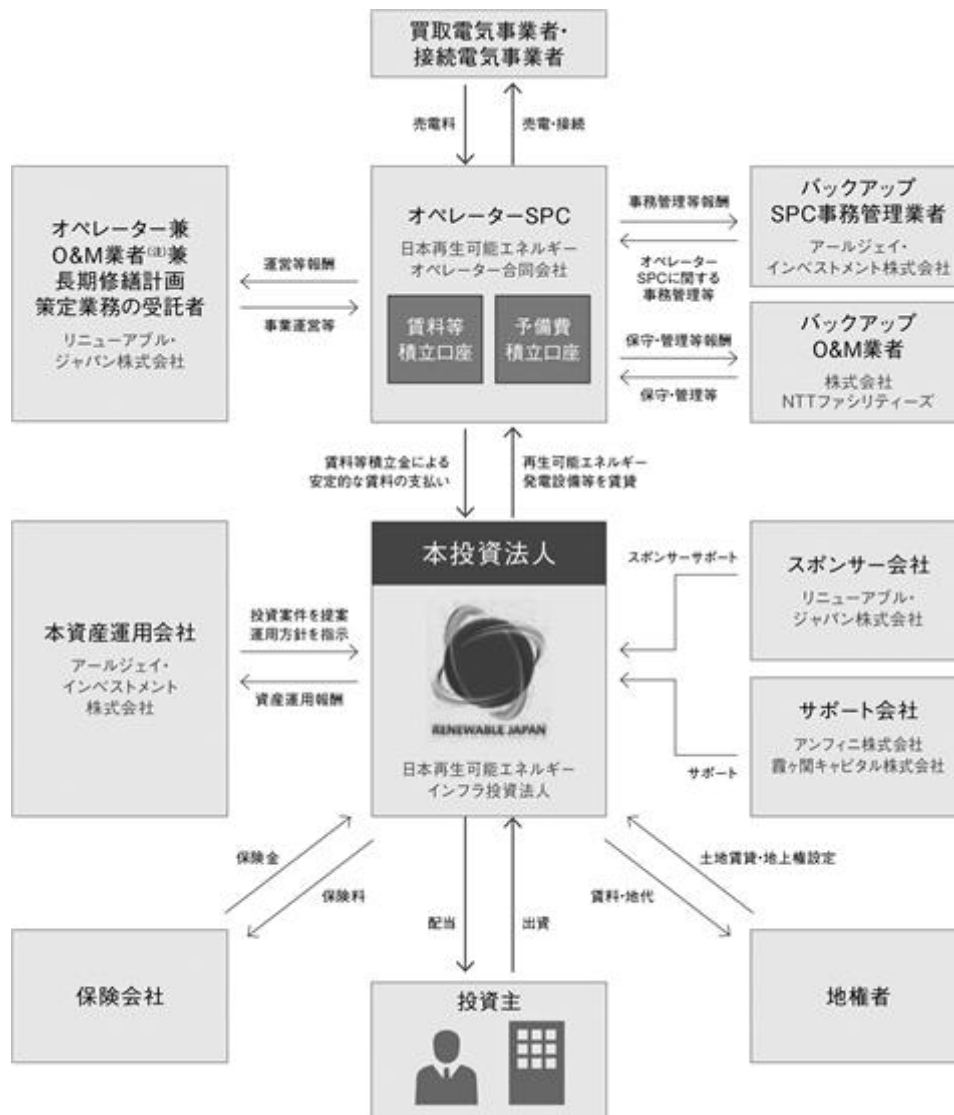 買取電気事業者・
接続電気事業者
売電料
売電・接続
オペレーター兼
O&M業者(注)兼
長期修繕計画
策定業務の受託者
リニューアブル・
ジャパン株式会社
運営等報酬
事業運営等
オペレーターSPC
日本再生可能エネルギー
オペレーター合同会社
賃料等
積立口座
予備費
積立口座
事務管理等報酬
オペレーター
SPCに関する
事務管理等
保守・管理等報酬
保守・管理等
バックアップ
SPC事務管理業者
アールジェイ・
インベストメント株式会社
バックアップ
O&M業者
株式会社
NTTファシリティーズ
賃料等積立金による
安定的な賃料の支払い
再生可能エネルギー
発電設備等を賃貸
本資産運用会社
アールジェイ・
インベストメント
株式会社
投資案件を提案
運用方針を指示
資産運用報酬
本投資法人
RENEWABLE JAPAN
日本再生可能エネルギー
インフラ投資法人
スポンサーサポート
サポート
スポンサー会社
リニューアブル・
ジャパン株式会社
サポート会社
アンフィニ株式会社
霞ヶ関キャピタル株式会社
保険金
保険料
配当
出資
賃料・地代
土地賃貸・地上権設定
保険会社
投資主
地権者